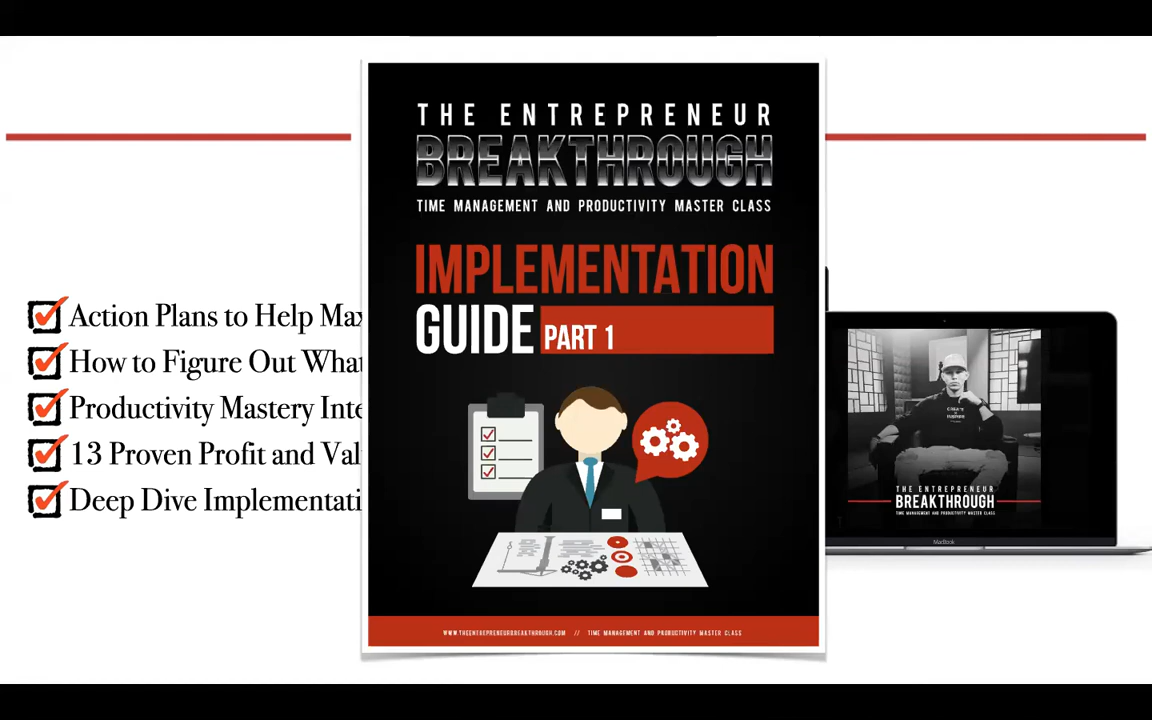 THE ENTREPRENEUR
BREAKTHROUGH
TIME MANAGEMENT AND PRODUCTIVITY MASTER CLASS
IMPLEMENTATION
GUIDE PART 1
Action Plans to Help Max
How to Figure Out What
Productivity Mastery Inte
13 Proven Profit and Val
Deep Dive Implementati
CREATE
THE ENTREPRENEUR
BREAKTHROUGH
TIME MANAGEMENT AND PRODUCTIVITY MASTER CLASS
MacBook
WWW.THEENTREPRENEURBREAKTHROUGH.COM // TIME MANAGEMENT AND PRODUCTIVITY MASTER CLASS